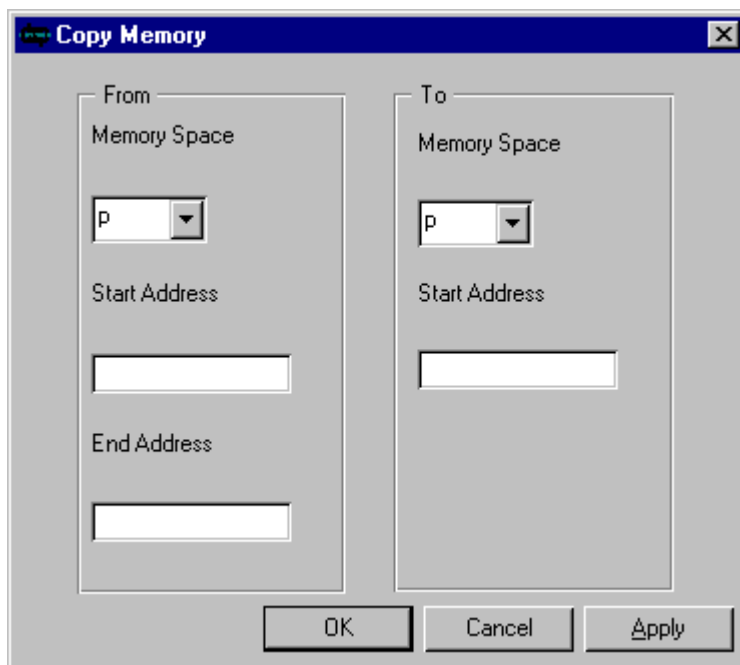 Copy Memory
From
Memory Space
p
Start Address
End Address
To
Memory Space
p
Start Address
OK
Cancel
Apply